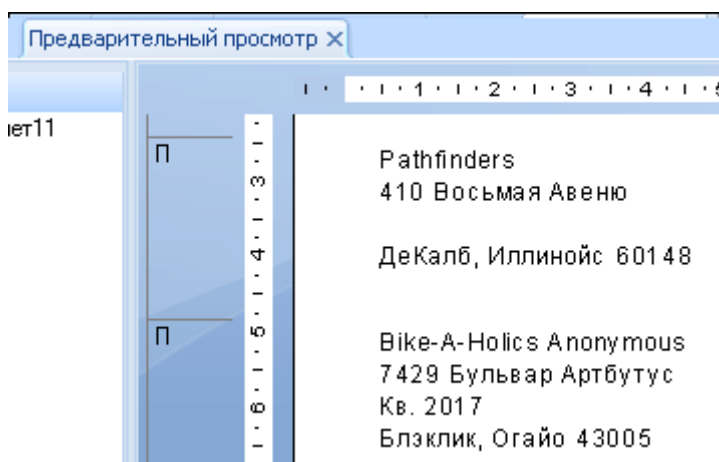 Предварительный просмотр
1 2 3 4
ет11
П
3
Pathfinders
410 Восьмая Авеню
4
ДеКалб, Иллинойс 60148
П
5
Bike-A-Holics Anonymous
7429 Бульвар Артбутус
6
Кв. 2017
Блэклик, Огайо 43005